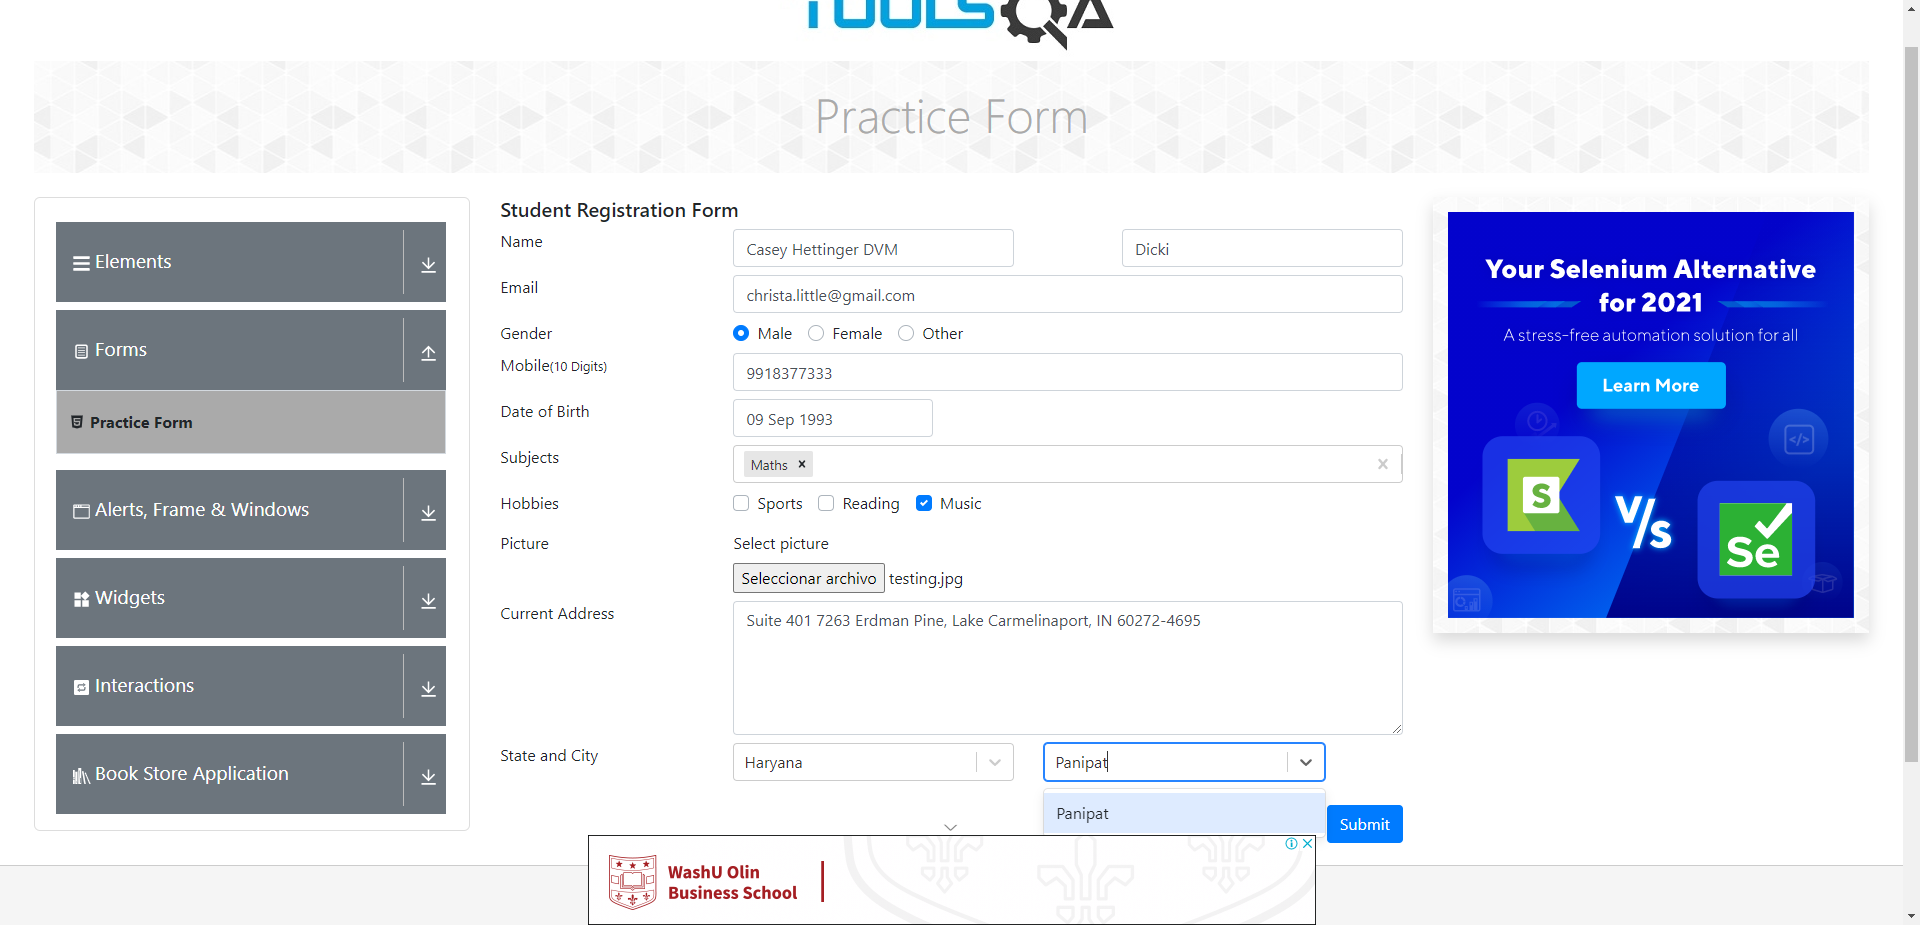 TOOLSQA
Practice Form
Elements
Forms
Practice Form
Alerts, Frame & Windows
Widgets
Interactions
Book Store Application
Student Registration Form
Name
Casey Hettinger DVM
Dicki
Email
christa.little@gmail.com
Gender
Male Female Other
Mobile(10 Digits)
9918377333
Date of Birth
09 Sep 1993
Subjects
Maths
Hobbies
Sports Reading Music
Picture
Select picture
Seleccionar archivo testing.jpg
Current Address
Suite 401 7263 Erdman Pine, Lake Carmelinaport, IN 60272-4695
State and City
Haryana
Panipat
Panipat
Submit
Your Selenium Alternative
for 2021
A stress-free automation solution for all
Learn More
S
V/s
Se
WashU Olin
Business School